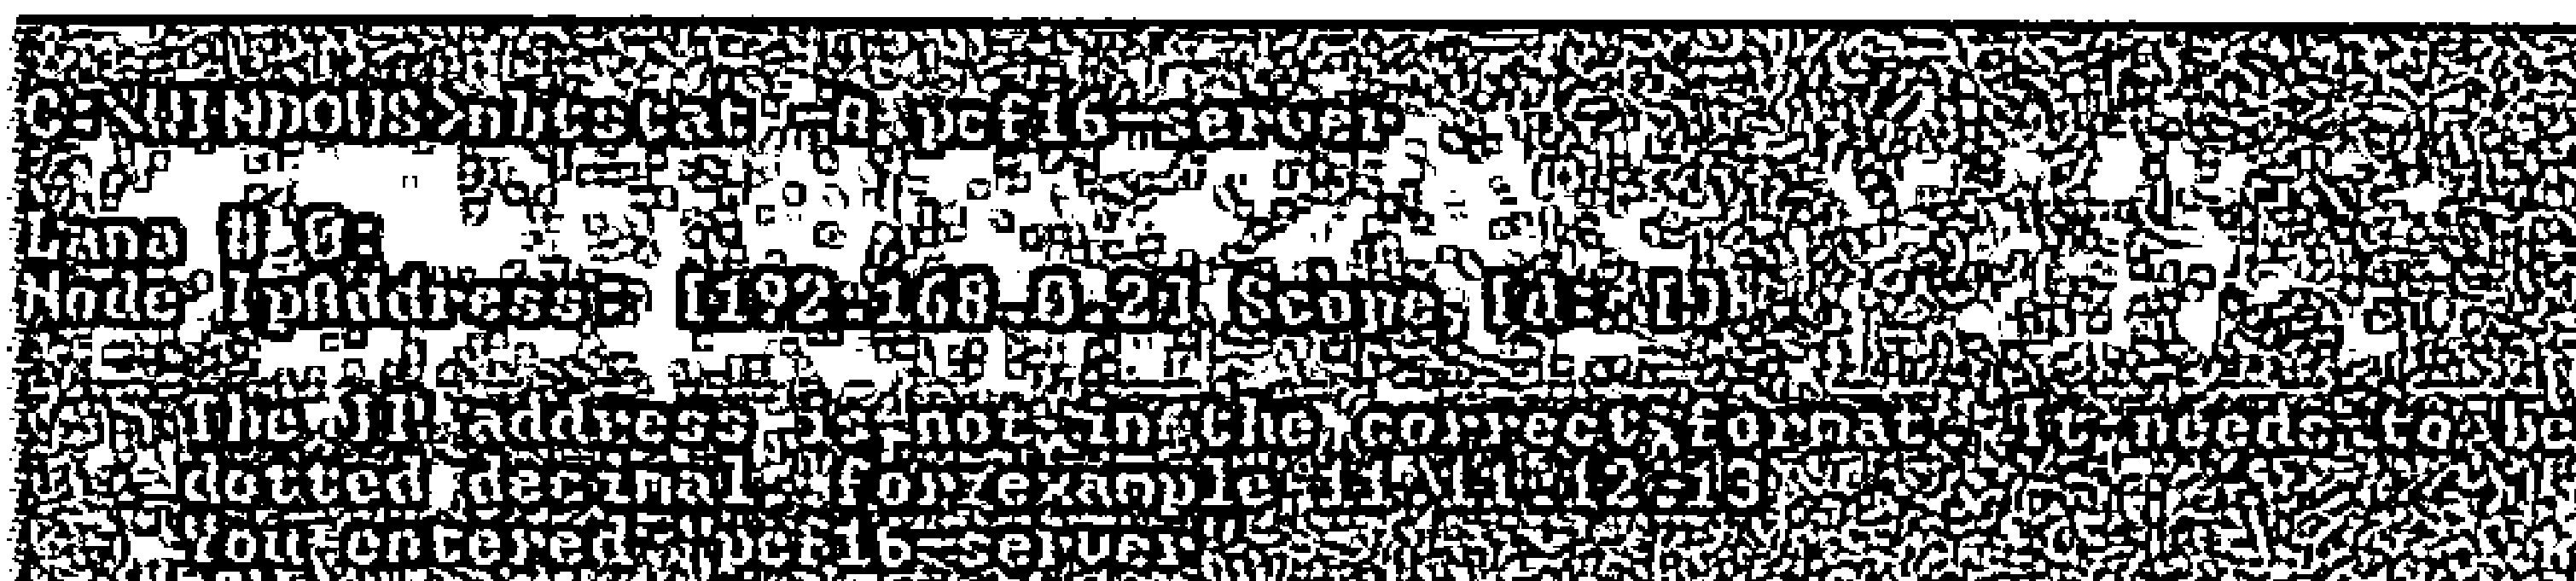 C:\WINDOWS>nbtstat -A pcf16-server
Lana # 0:
Node IpAddress: [192.168.0.2] Scope Id: []
The IP address is not in the correct format. It needs to be
dotted decimal, for example 11.11.12.13
You entered pcf16-server